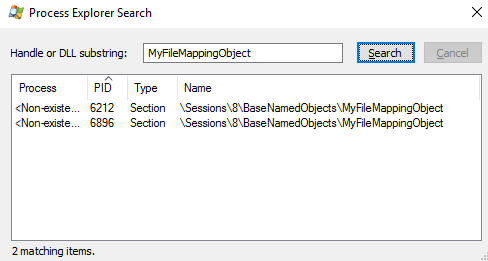 Process Explorer Search
Handle or DLL substring: MyFileMappingObject Search Cancel
Process PID Type Name
<Non-existe... 6212 Section \Sessions\8\BaseNamedObjects\MyFileMappingObject
<Non-existe... 6896 Section \Sessions\8\BaseNamedObjects\MyFileMappingObject
2 matching items.